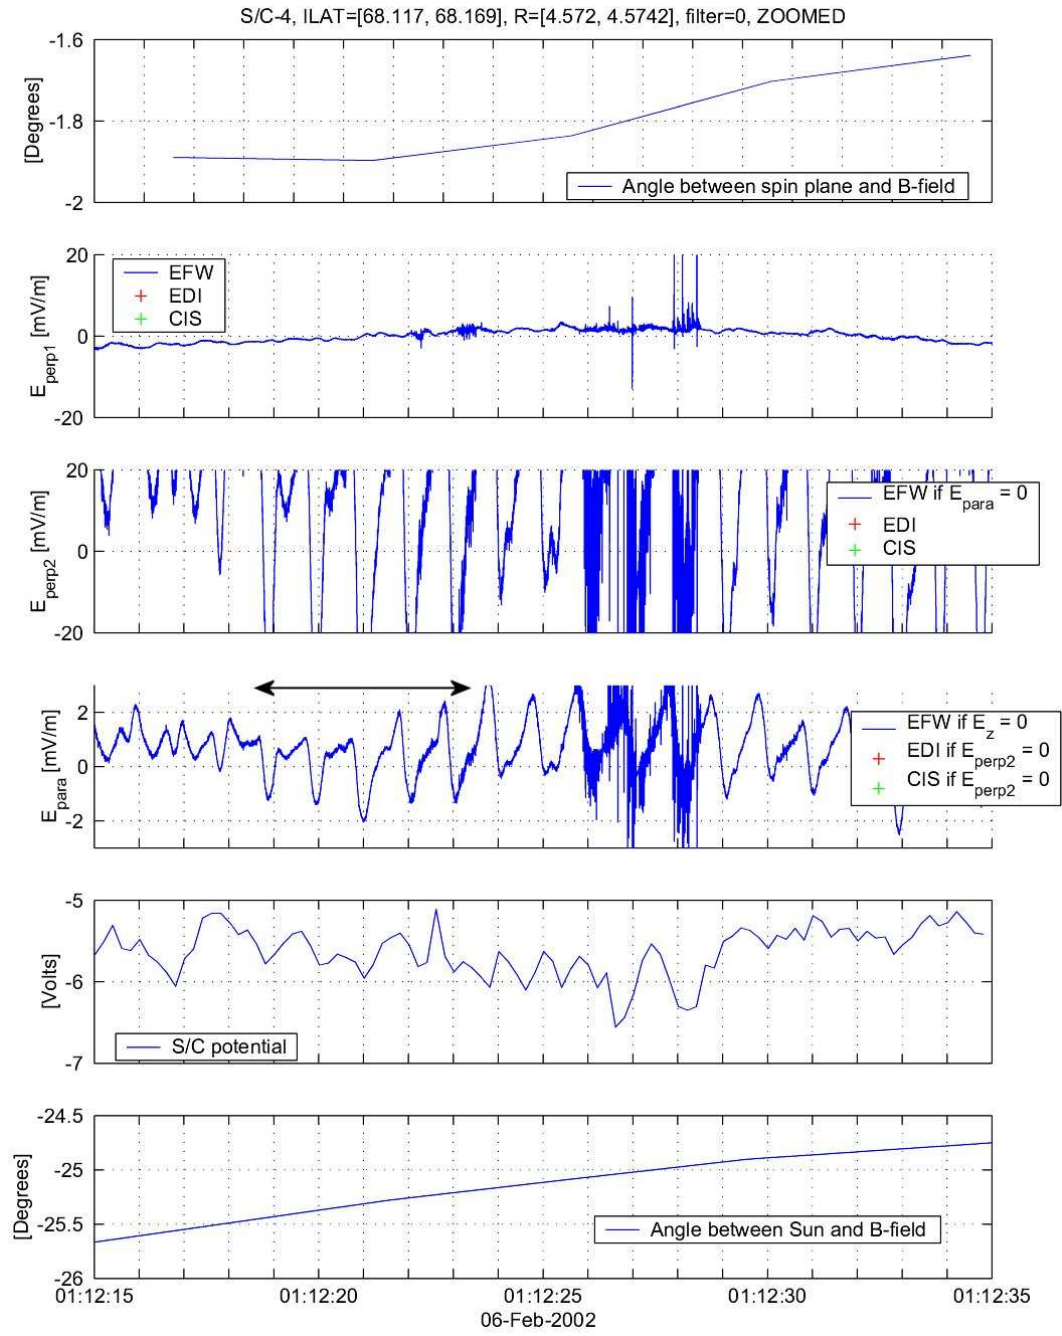 S/C-4, ILAT=[68.117, 68.169], R=[4.572, 4.5742], filter=0, ZOOMED
-1.6
-1.8
-2
[Degrees]
Angle between spin plane and B-field
20
0
-20
E_perp1 [mV/m]
EFW
EDI
CIS
20
0
-20
E_perp2 [mV/m]
EFW if E_para = 0
EDI
CIS
2
0
-2
E_para [mV/m]
EFW if E_z = 0
EDI if E_perp2 = 0
CIS if E_perp2 = 0
-5
-6
-7
[Volts]
S/C potential
-24.5
-25
-25.5
-26
[Degrees]
Angle between Sun and B-field
01:12:15 01:12:20 01:12:25 01:12:30 01:12:35
06-Feb-2002